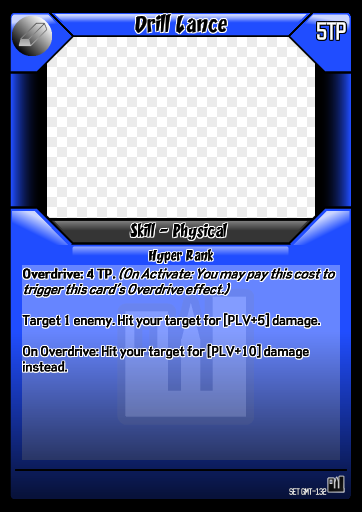 Drill Lance
5TP
Skill - Physical
Hyper Rank
Overdrive: 4 TP. (On Activate: You may pay this cost to
trigger this card's Overdrive effect.)
Target 1 enemy. Hit your target for [PLV+5] damage.
On Overdrive: Hit your target for [PLV+10] damage
instead.
SET GMT-132